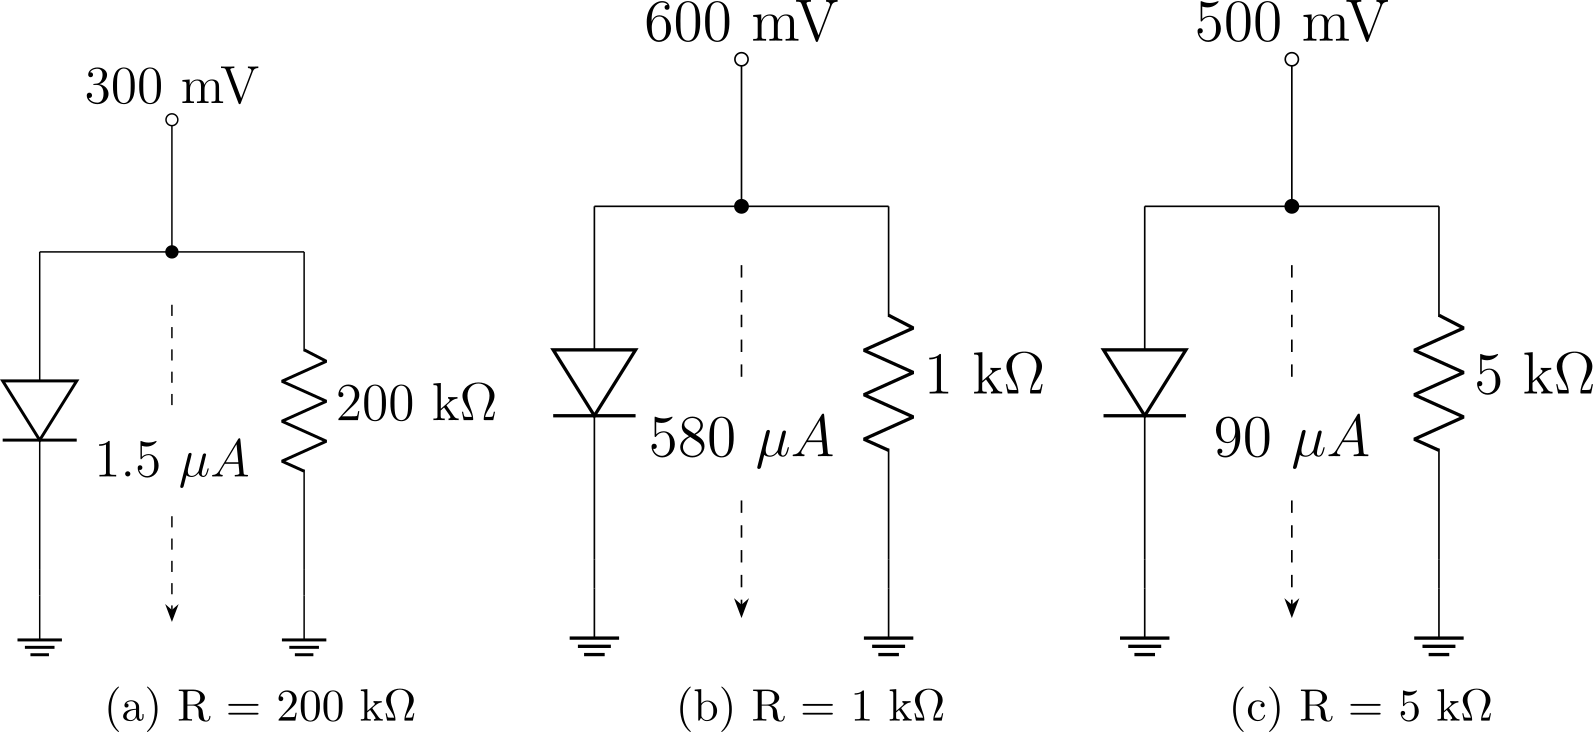 300 mV
200 kΩ
1.5 μA
(a) R = 200 kΩ
600 mV
1 kΩ
580 μA
(b) R = 1 kΩ
500 mV
5 kΩ
90 μA
(c) R = 5 kΩ